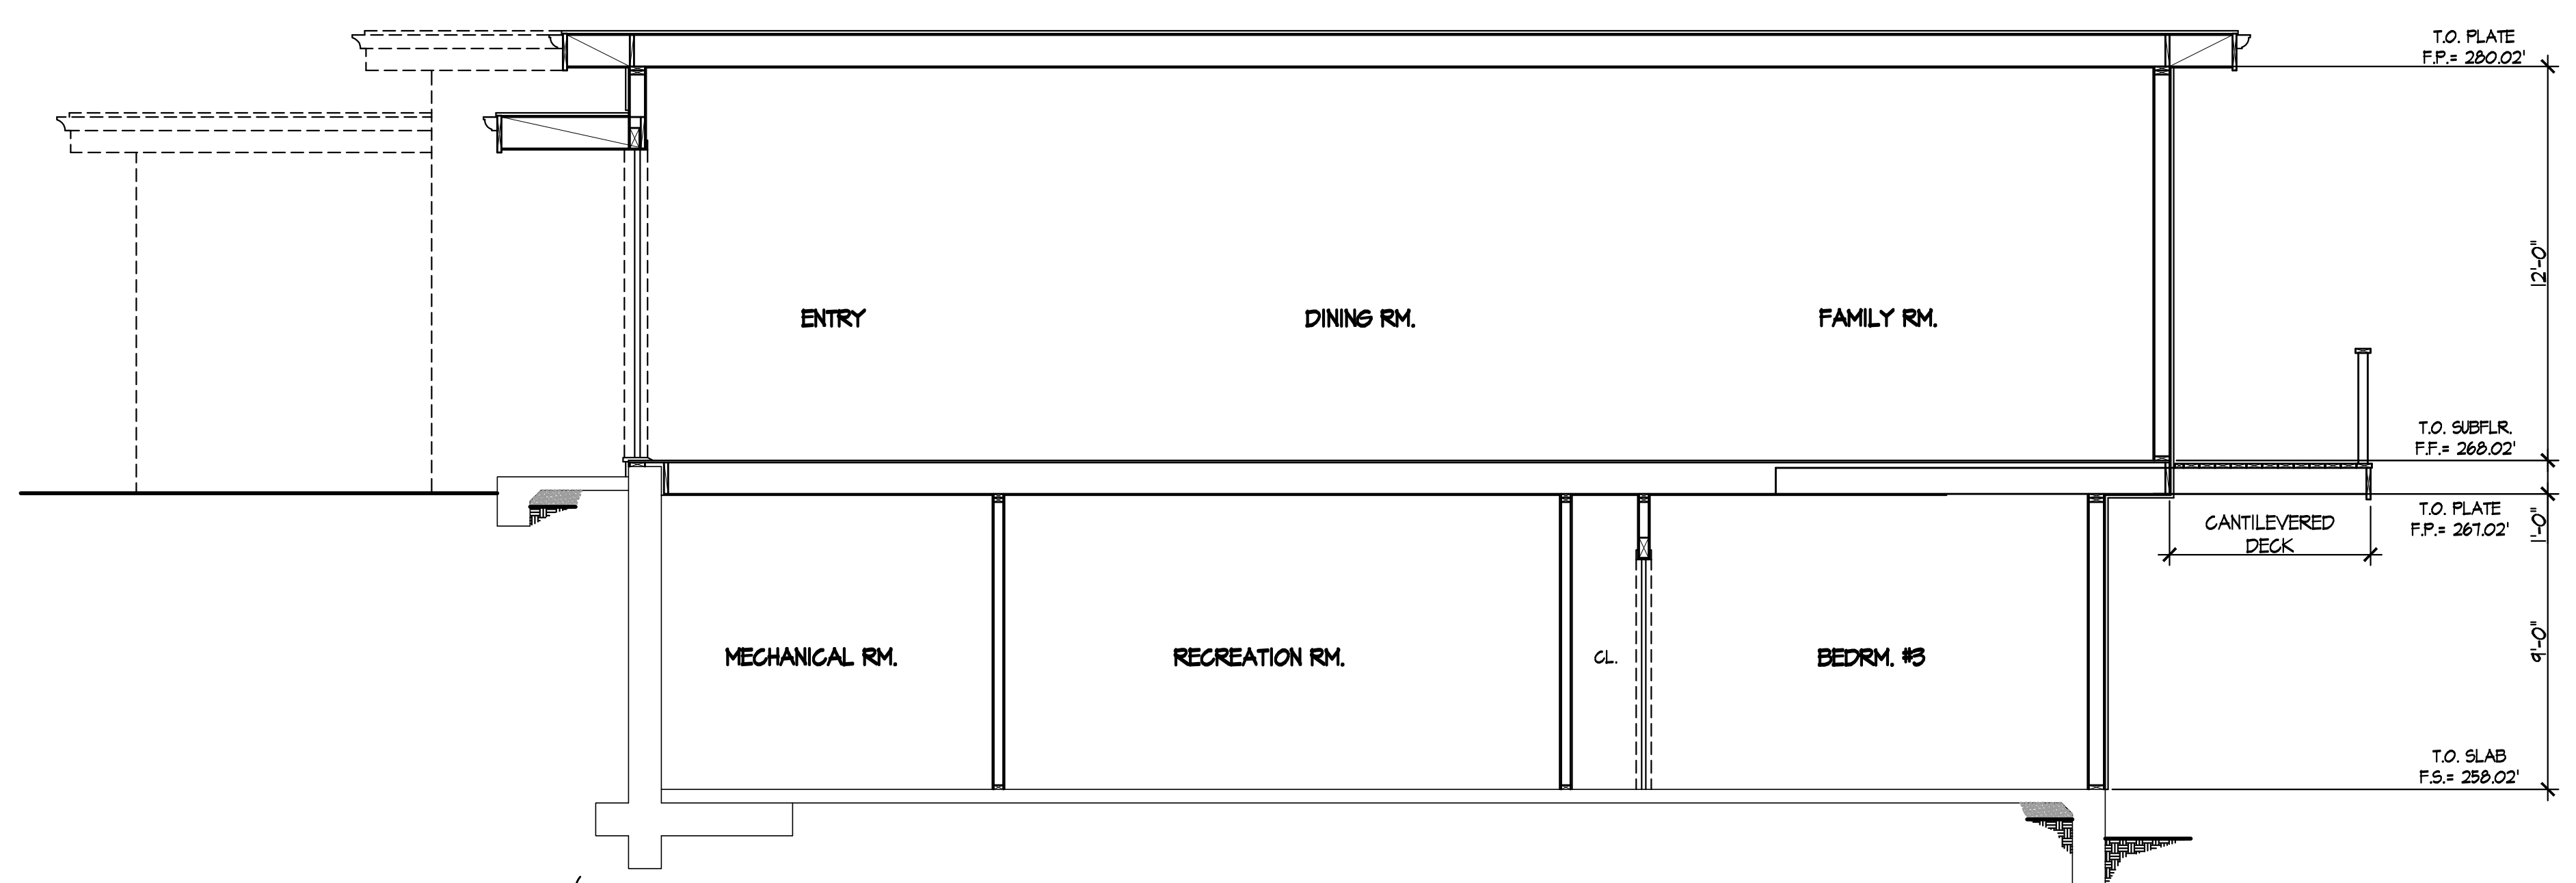 T.O. PLATE
F.P.= 280.02'
12'-0"
ENTRY
DINING RM.
FAMILY RM.
T.O. SUBFLR.
F.F.= 268.02'
T.O. PLATE
F.P.= 267.02'
1'-0"
CANTILEVERED
DECK
MECHANICAL RM.
RECREATION RM.
CL.
BEDRM. #3
9'-0"
T.O. SLAB
F.S.= 258.02'